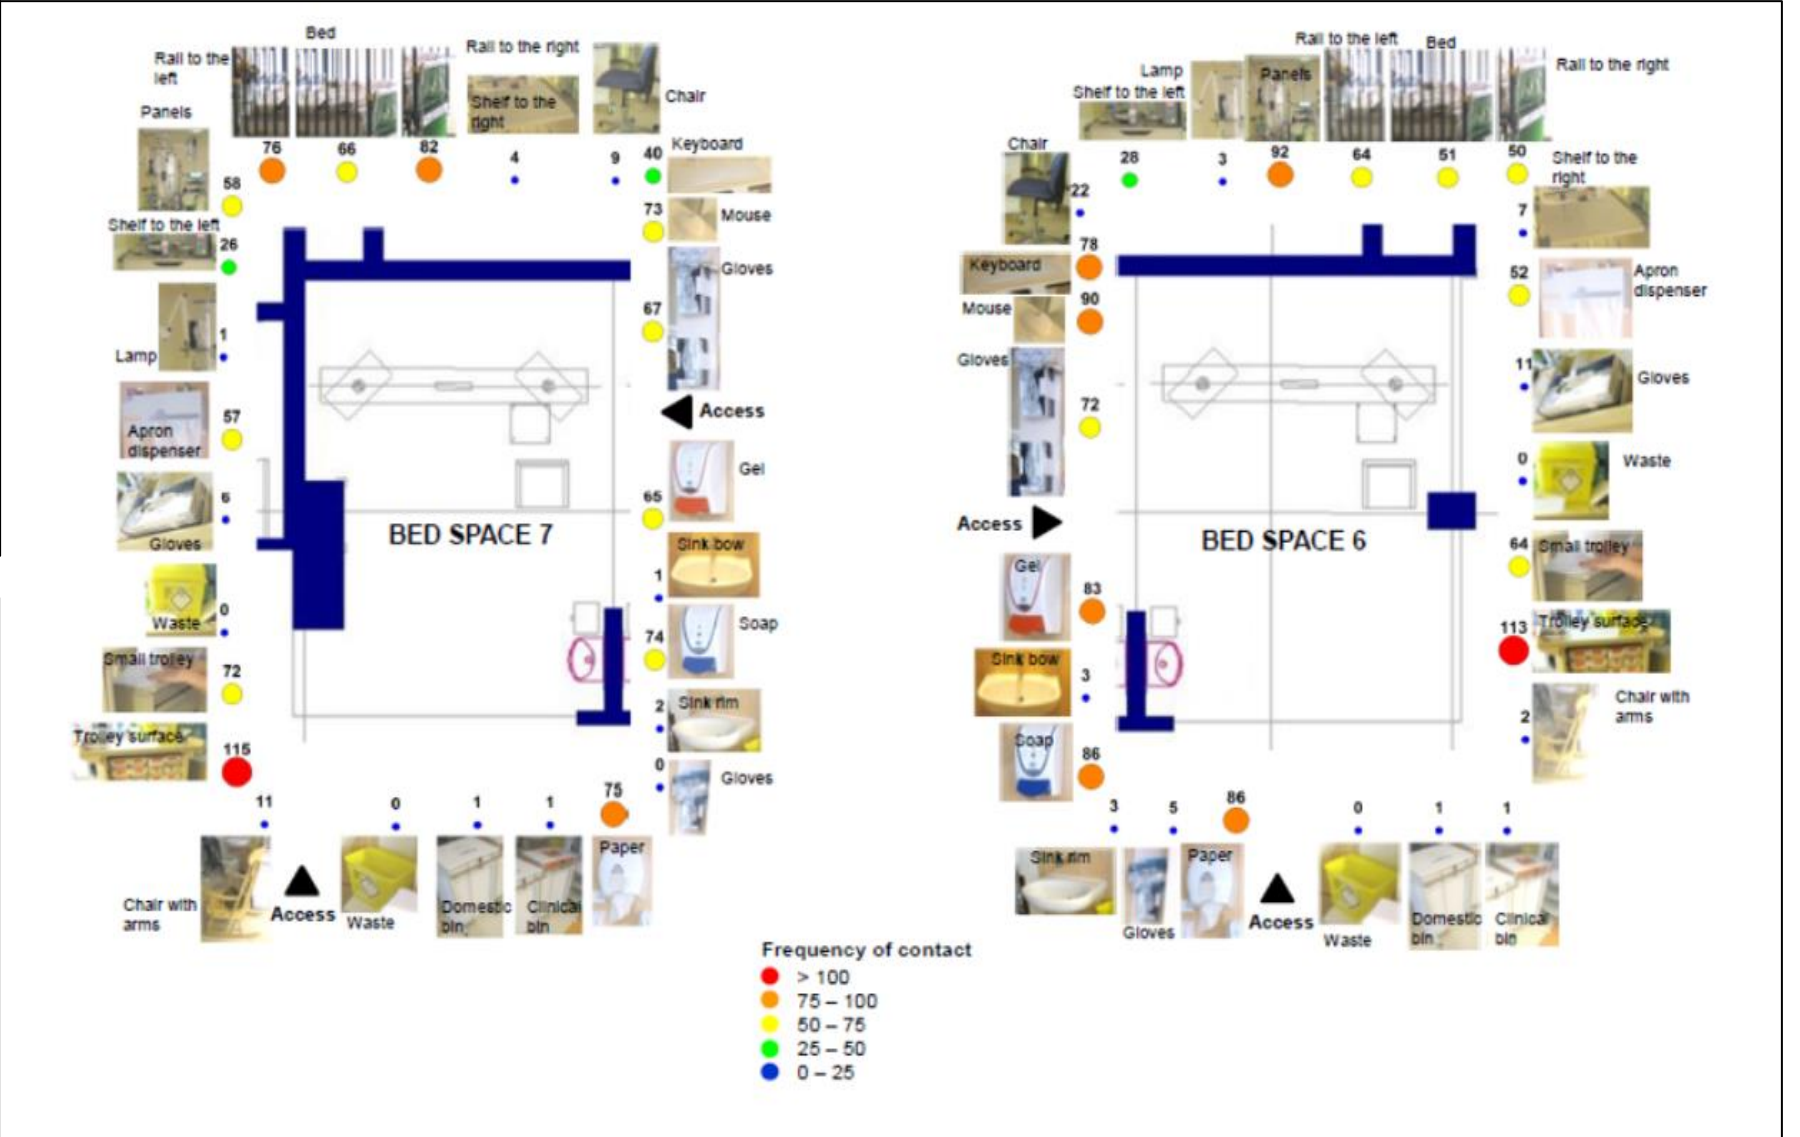 Bed
Rail to the left
Rail to the right
Shelf to the right
Chair
Panels
76
66
82
4
9
40
Keyboard
58
73
Mouse
Shelf to the left
26
Gloves
67
Lamp
1
Access
Apron dispenser
57
Gel
65
6
Gloves
BED SPACE 7
Sink bow
1
Waste
0
Soap
74
Small trolley
72
2
Sink rim
Trolley surface
115
0
Gloves
11
0
1
1
75
Paper
Chair with arms
Access
Waste
Domestic bin
Clinical bin
Rail to the left
Bed
Rail to the right
Lamp
Panels
Shelf to the left
Chair
28
3
92
64
51
50
Shelf to the right
22
7
78
Keyboard
52
Apron dispenser
90
Mouse
Gloves
72
11
Gloves
0
Waste
Access
BED SPACE 6
64
Small trolley
Gel
83
113
Trolley surface
Sink bow
3
Chair with arms
2
Soap
86
3
5
86
0
1
1
Sink rim
Gloves
Paper
Access
Waste
Domestic bin
Clinical bin
Frequency of contact
> 100
75 – 100
50 – 75
25 – 50
0 – 25